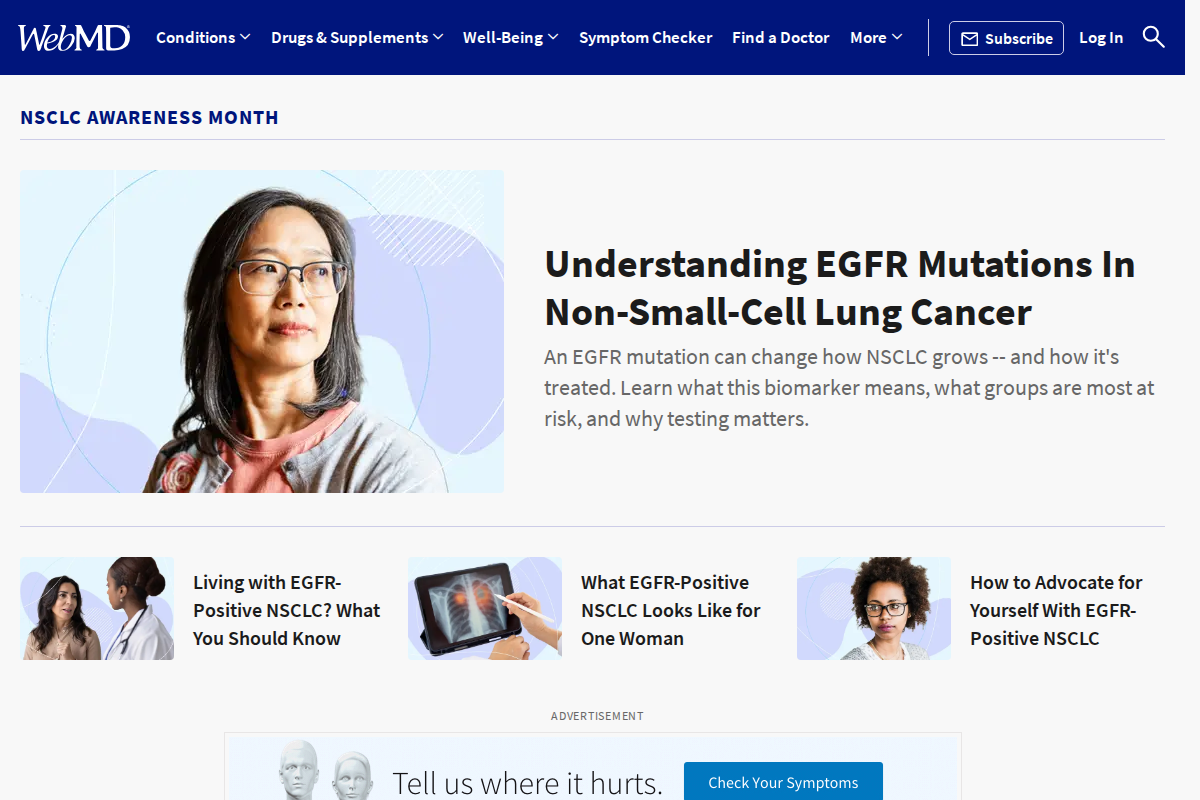 WebMD
Conditions
Drugs & Supplements
Well-Being
Symptom Checker
Find a Doctor
More
Subscribe
Log In
NSCLC AWARENESS MONTH
Understanding EGFR Mutations In
Non-Small-Cell Lung Cancer
An EGFR mutation can change how NSCLC grows -- and how it's
treated. Learn what this biomarker means, what groups are most at
risk, and why testing matters.
Living with EGFR-
Positive NSCLC? What
You Should Know
What EGFR-Positive
NSCLC Looks Like for
One Woman
How to Advocate for
Yourself With EGFR-
Positive NSCLC
ADVERTISEMENT
Tell us where it hurts.
Check Your Symptoms